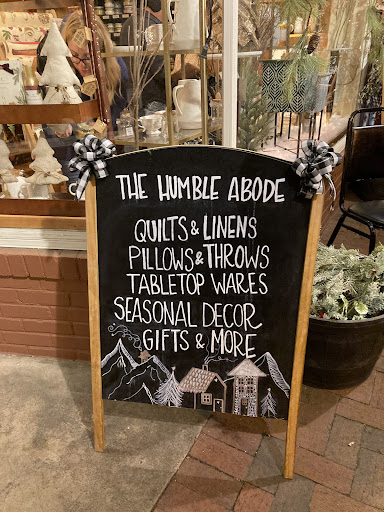 THE HUMBLE ABODE
QUILTS & LINENS
PILLOWS & THROWS
TABLETOP WARES
SEASONAL DECOR
GIFTS & MORE